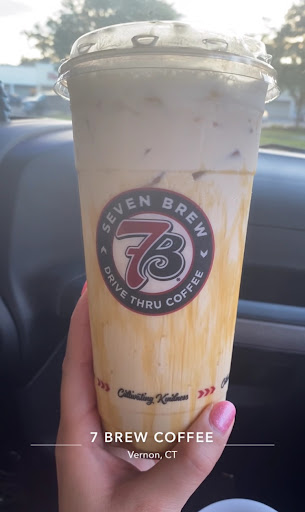 SEVEN BREW
7B
DRIVE THRU COFFEE
Cultivating Kindness
7 BREW COFFEE
Vernon, CT